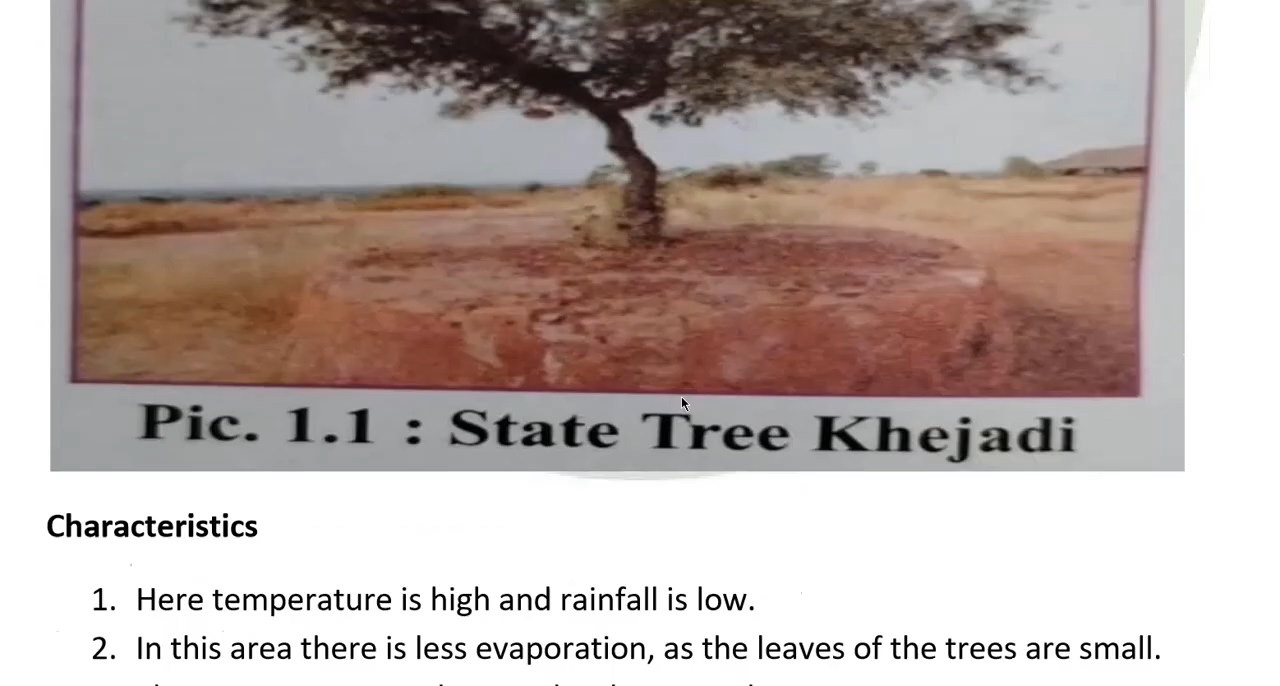 Pic. 1.1 : State Tree Khejadi
Characteristics
1. Here temperature is high and rainfall is low.
2. In this area there is less evaporation, as the leaves of the trees are small.